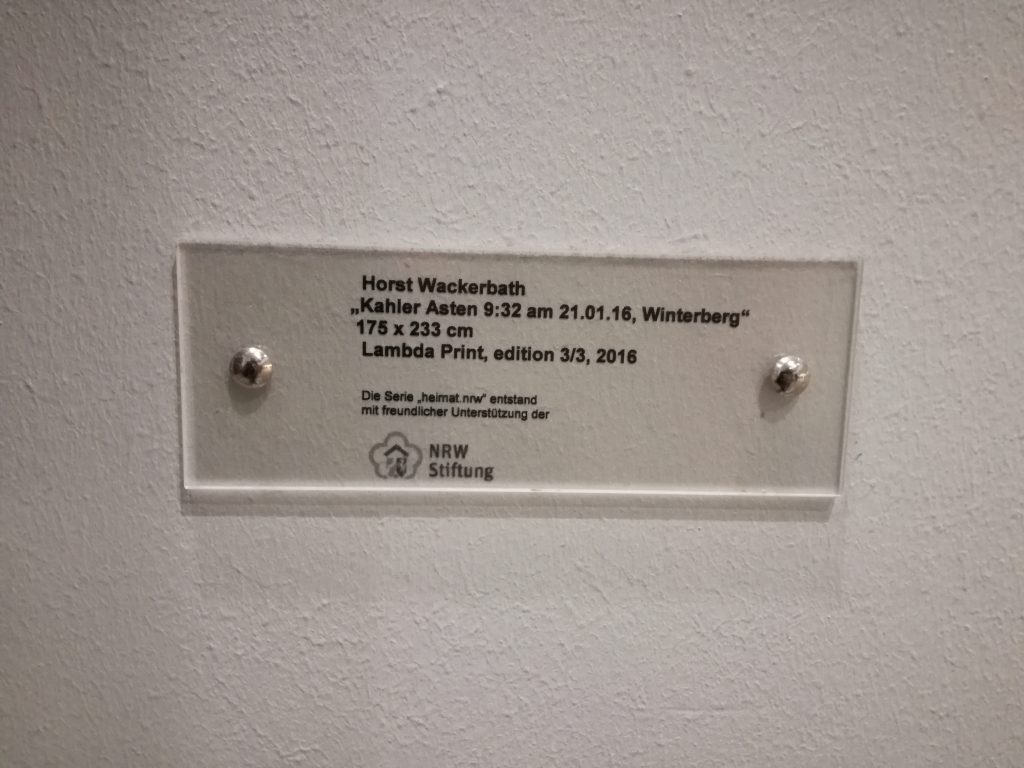 Horst Wackerbath
„Kahler Asten 9:32 am 21.01.16, Winterberg“
175 x 233 cm
Lambda Print, edition 3/3, 2016
Die Serie „heimat.nrw“ entstand
mit freundlicher Unterstützung der
NRW
Stiftung